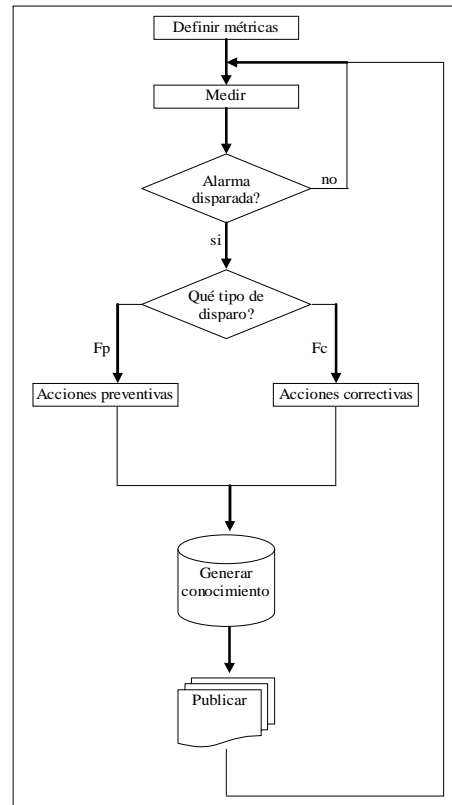 Definir métricas
Medir
Alarma
disparada?
no
si
Qué tipo de
disparo?
Fp
Fc
Acciones preventivas
Acciones correctivas
Generar
conocimiento
Publicar